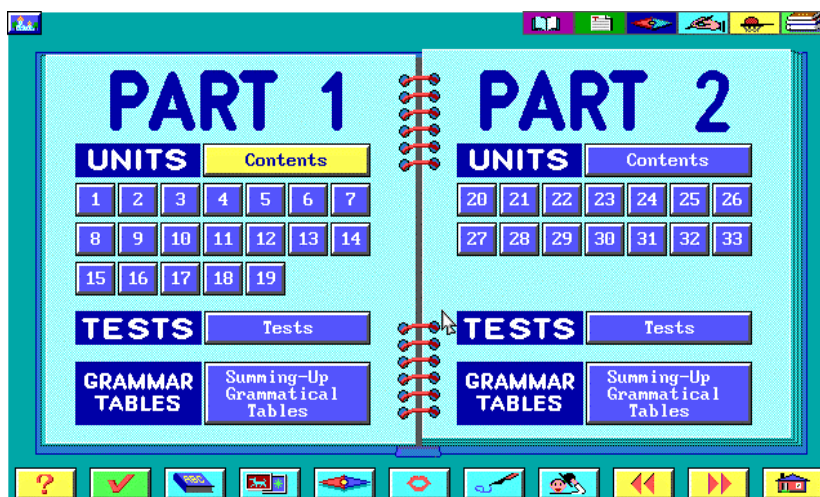 PART 1
UNITS Contents
1 2 3 4 5 6 7
8 9 10 11 12 13 14
15 16 17 18 19
TESTS Tests
GRAMMAR TABLES
Summing-Up
Grammatical
Tables
PART 2
UNITS Contents
20 21 22 23 24 25 26
27 28 29 30 31 32 33
TESTS Tests
GRAMMAR TABLES
Summing-Up
Grammatical
Tables
?
ABC